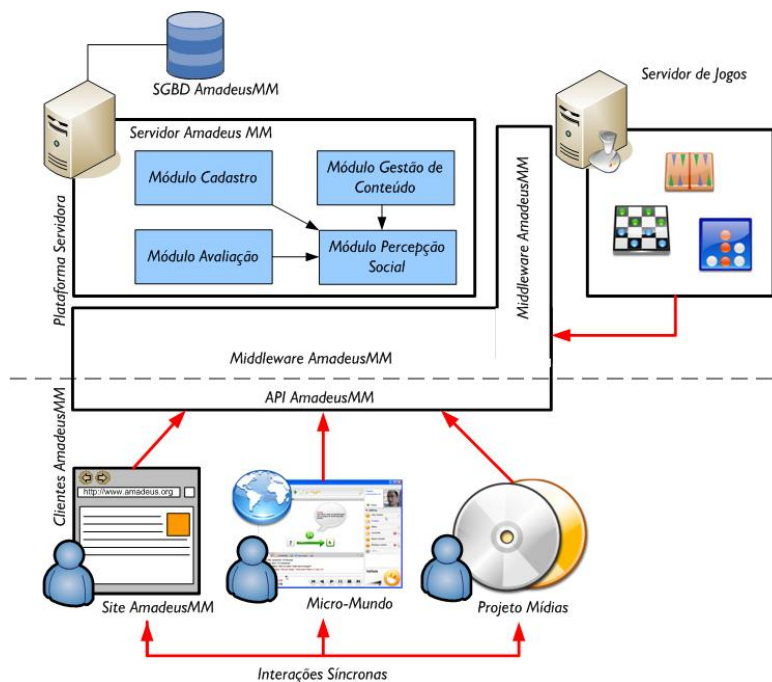 SGBD AmadeusMM
Servidor de Jogos
Servidor Amadeus MM
Módulo Cadastro
Módulo Gestão de
Conteúdo
Módulo Avaliação
Módulo Percepção
Social
Plataforma Servidora
Middleware AmadeusMM
Middleware AmadeusMM
API AmadeusMM
Clientes AmadeusMM
http://www.amadeus.org
Site AmadeusMM
Micro-Mundo
Projeto Mídias
Interações Síncronas